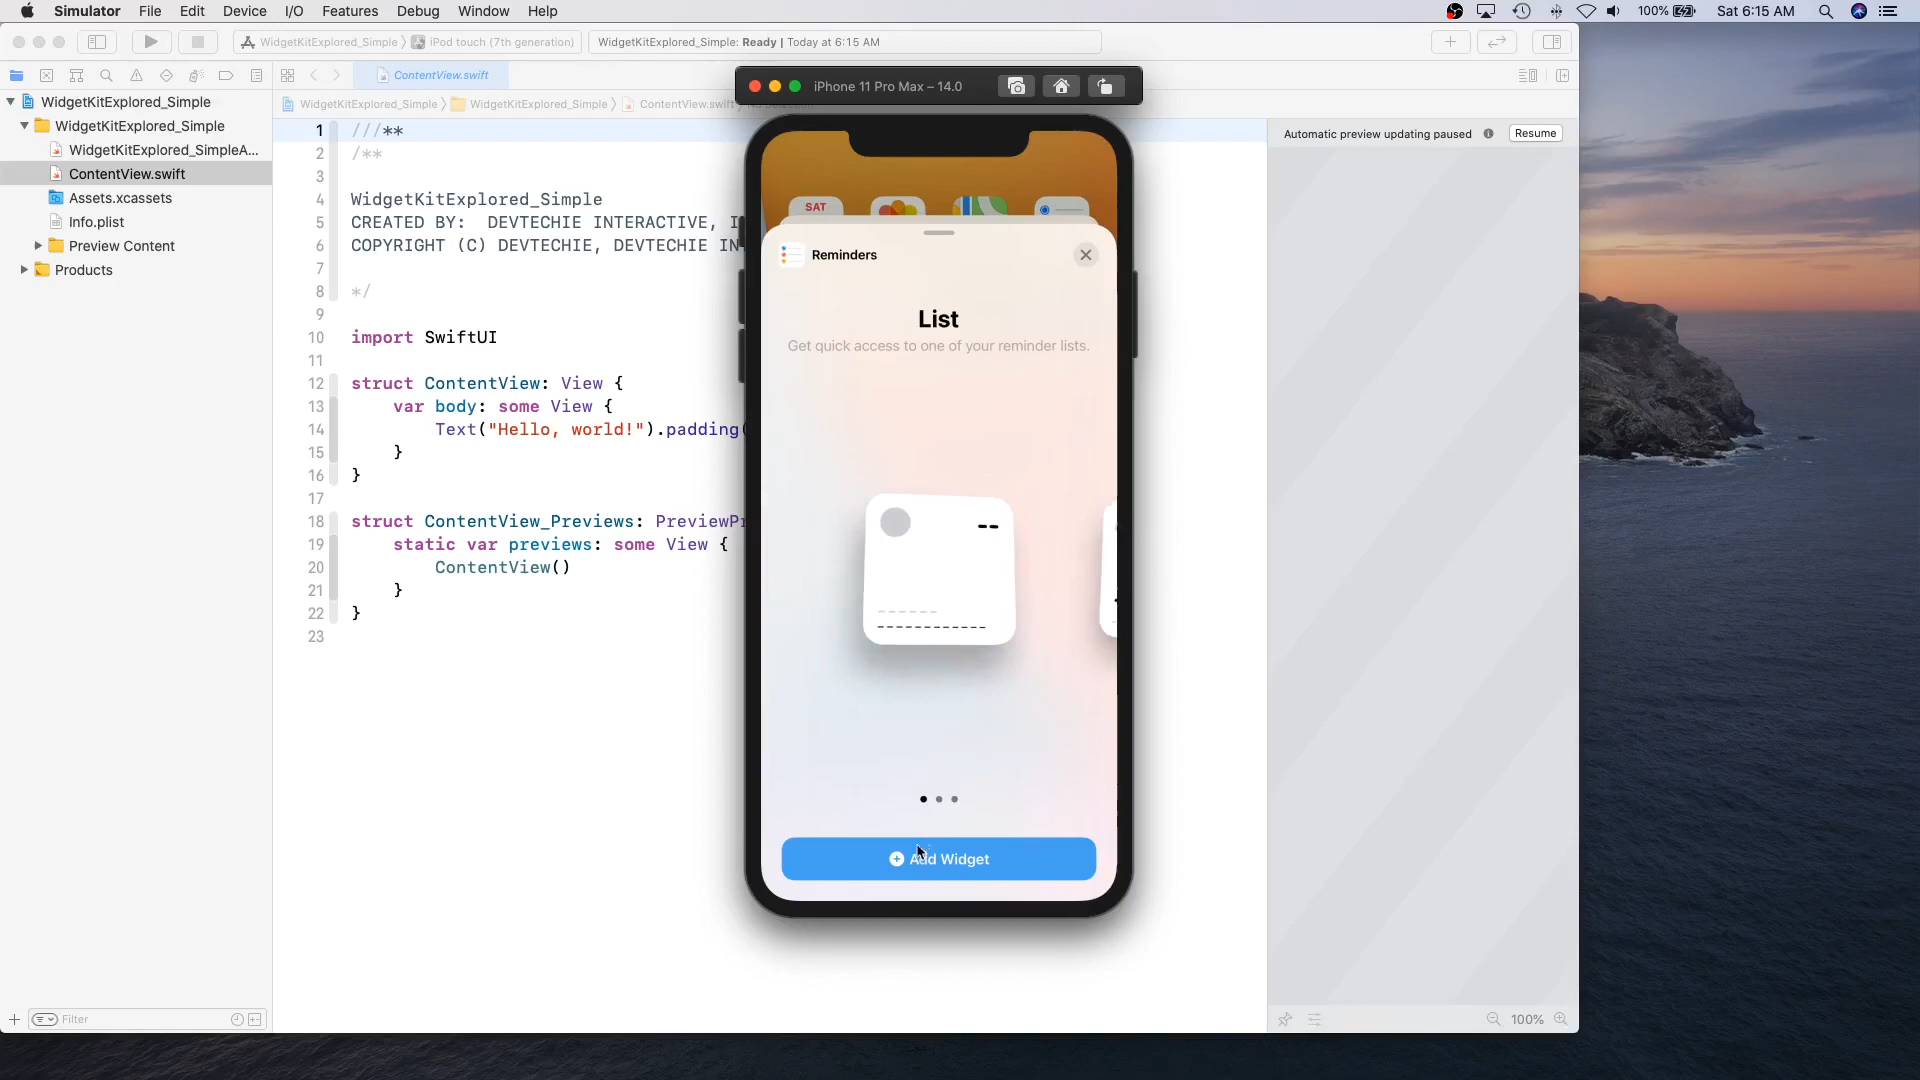 Simulator File Edit Device I/O Features Debug Window Help 100% Sat 6:15 AM
WidgetKitExplored_Simple iPod touch (7th generation) WidgetKitExplored_Simple: Ready | Today at 6:15 AM
ContentView.swift
iPhone 11 Pro Max – 14.0
WidgetKitExplored_Simple
WidgetKitExplored_Simple
WidgetKitExplored_SimpleA...
ContentView.swift
Assets.xcassets
Info.plist
Preview Content
Products
WidgetKitExplored_Simple WidgetKitExplored_Simple ContentView.swift
Automatic preview updating paused Resume
1 ///**
2 /**
3
4 WidgetKitExplored_Simple
5 CREATED BY: DEVTECHIE INTERACTIVE, I
6 COPYRIGHT (C) DEVTECHIE, DEVTECHIE IN
7
8 */
9
10 import SwiftUI
11
12 struct ContentView: View {
13 var body: some View {
14 Text("Hello, world!").padding(
15 }
16 }
17
18 struct ContentView_Previews: PreviewPr
19 static var previews: some View {
20 ContentView()
21 }
22 }
23
SAT
Reminders
List
Get quick access to one of your reminder lists.
Add Widget
Filter
100%